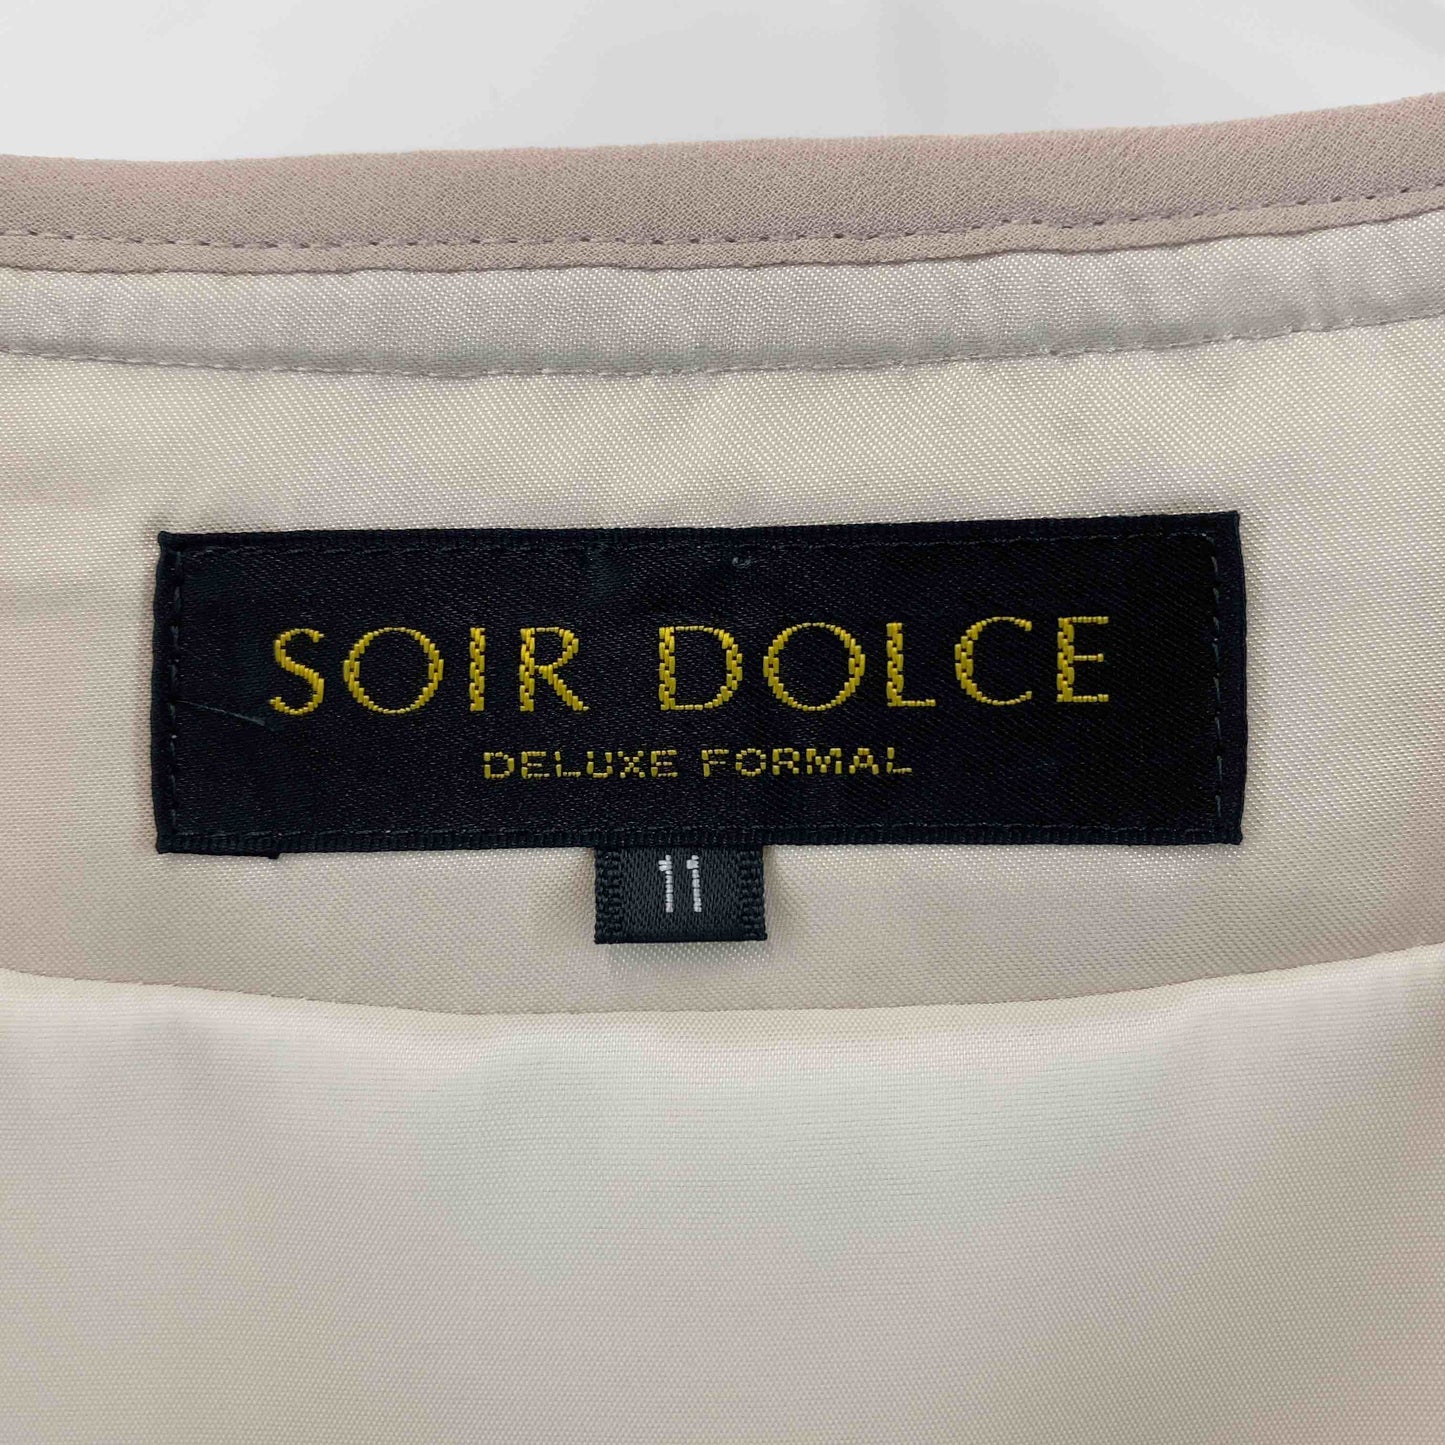 SOIR DOLCE
DELUXE FORMAL
11